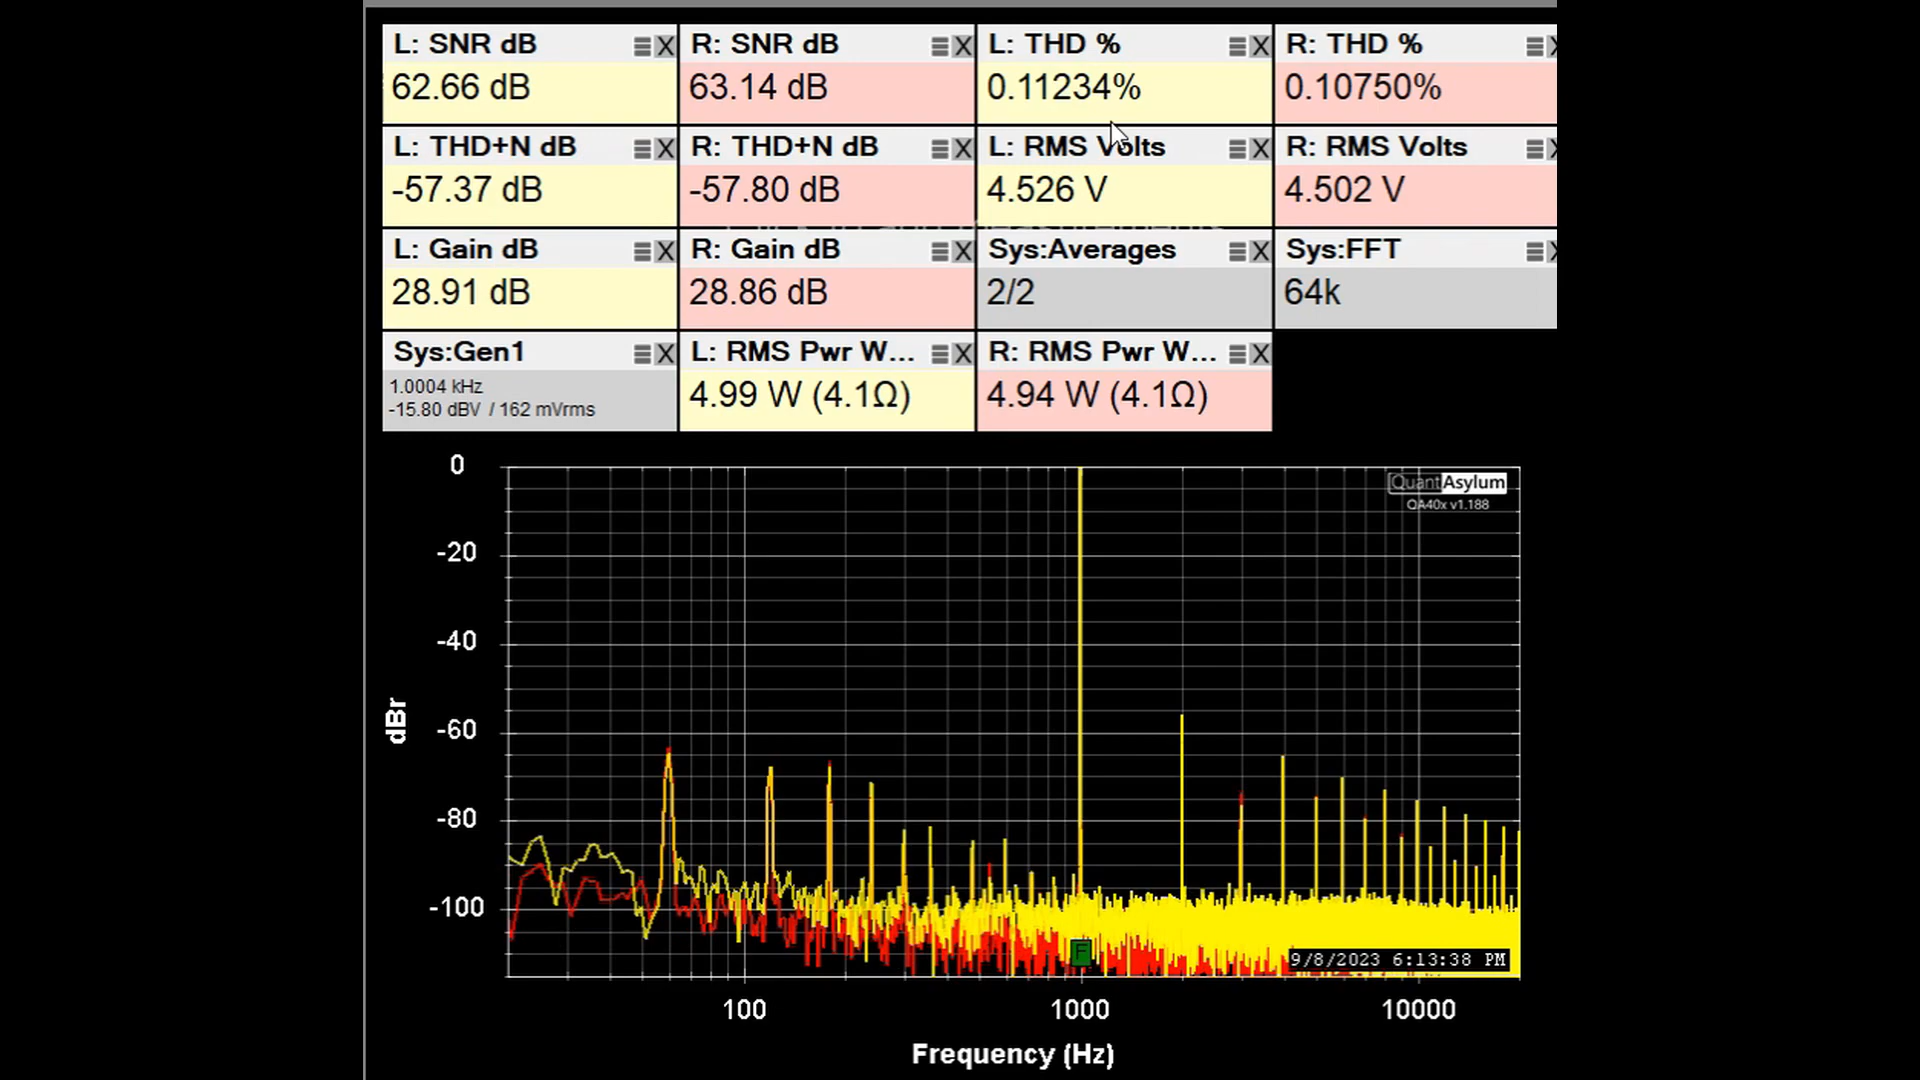 L: SNR dB
62.66 dB
R: SNR dB
63.14 dB
L: THD %
0.11234%
R: THD %
0.10750%
L: THD+N dB
-57.37 dB
R: THD+N dB
-57.80 dB
L: RMS Volts
4.526 V
R: RMS Volts
4.502 V
L: Gain dB
28.91 dB
R: Gain dB
28.86 dB
Sys:Averages
2/2
Sys:FFT
64k
Sys:Gen1
1.0004 kHz
-15.80 dBV / 162 mVrms
L: RMS Pwr W...
4.99 W (4.1Ω)
R: RMS Pwr W...
4.94 W (4.1Ω)
QuantAsylum
QA40x v1.188
0
-20
-40
-60
-80
-100
dBr
F
9/8/2023 6:13:38 PM
100
1000
10000
Frequency (Hz)